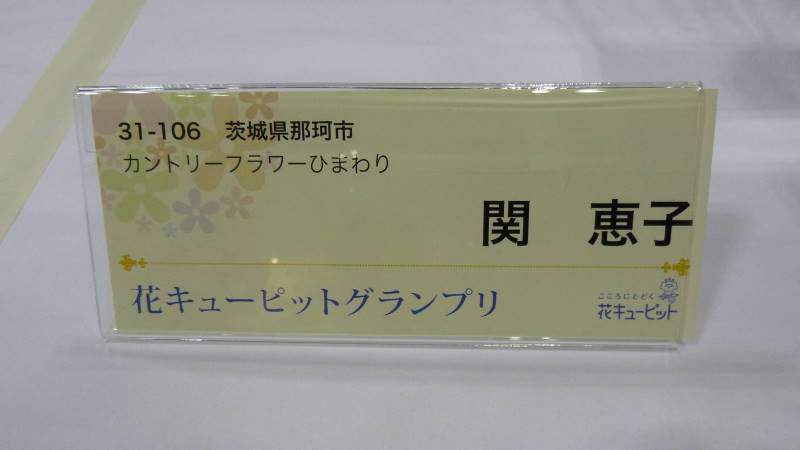 31-106　茨城県那珂市
カントリーフラワーひまわり
関　恵子
花キューピットグランプリ
こころにとどく
花キューピット